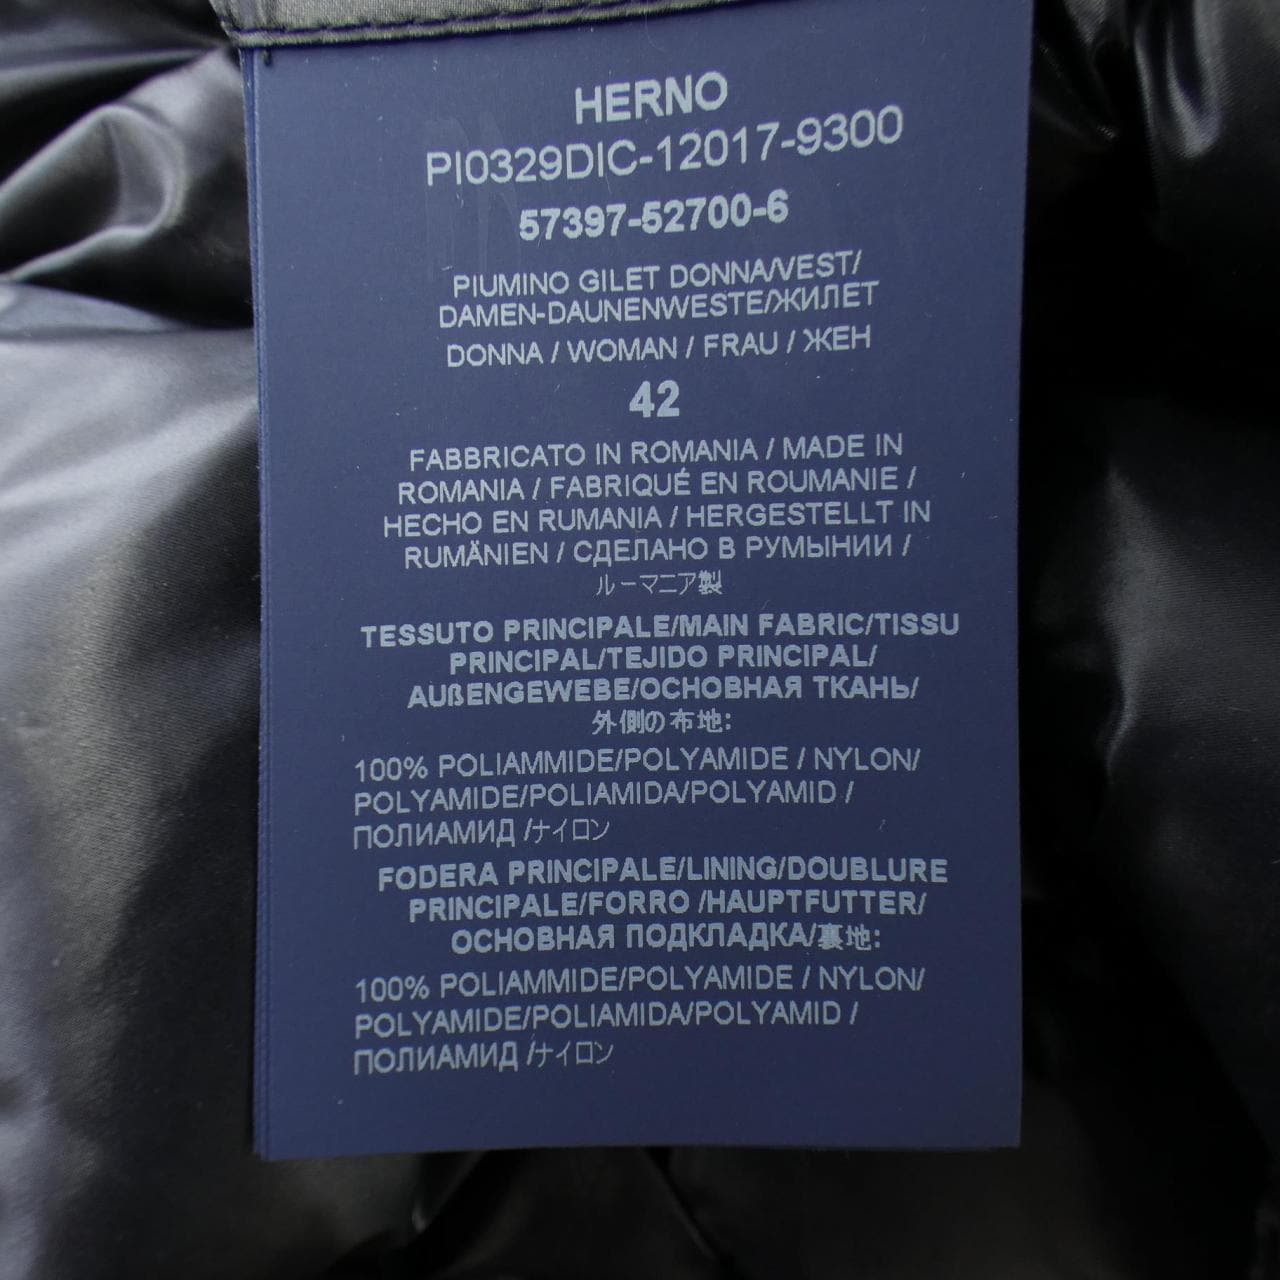 HERNO
PI0329DIC-12017-9300
57397-52700-6
PIUMINO GILET DONNA/VEST/
DAMEN-DAUNENWESTE/ЖИЛЕТ
DONNA / WOMAN / FRAU / ЖЕН
42
FABBRICATO IN ROMANIA / MADE IN
ROMANIA / FABRIQUÉ EN ROUMANIE /
HECHO EN RUMANIA / HERGESTELLT IN
RUMÄNIEN / СДЕЛАНО В РУМЫНИИ /
ルーマニア製
TESSUTO PRINCIPALE/MAIN FABRIC/TISSU
PRINCIPAL/TEJIDO PRINCIPAL/
AUßENGEWEBE/ОСНОВНАЯ ТКАНЬ/
外側の布地:
100% POLIAMMIDE/POLYAMIDE / NYLON/
POLYAMIDE/POLIAMIDA/POLYAMID /
ПОЛИАМИД /ナイロン
FODERA PRINCIPALE/LINING/DOUBLURE
PRINCIPALE/FORRO /HAUPTFUTTER/
ОСНОВНАЯ ПОДКЛАДКА/裏地:
100% POLIAMMIDE/POLYAMIDE / NYLON/
POLYAMIDE/POLIAMIDA/POLYAMID /
ПОЛИАМИД /ナイロン